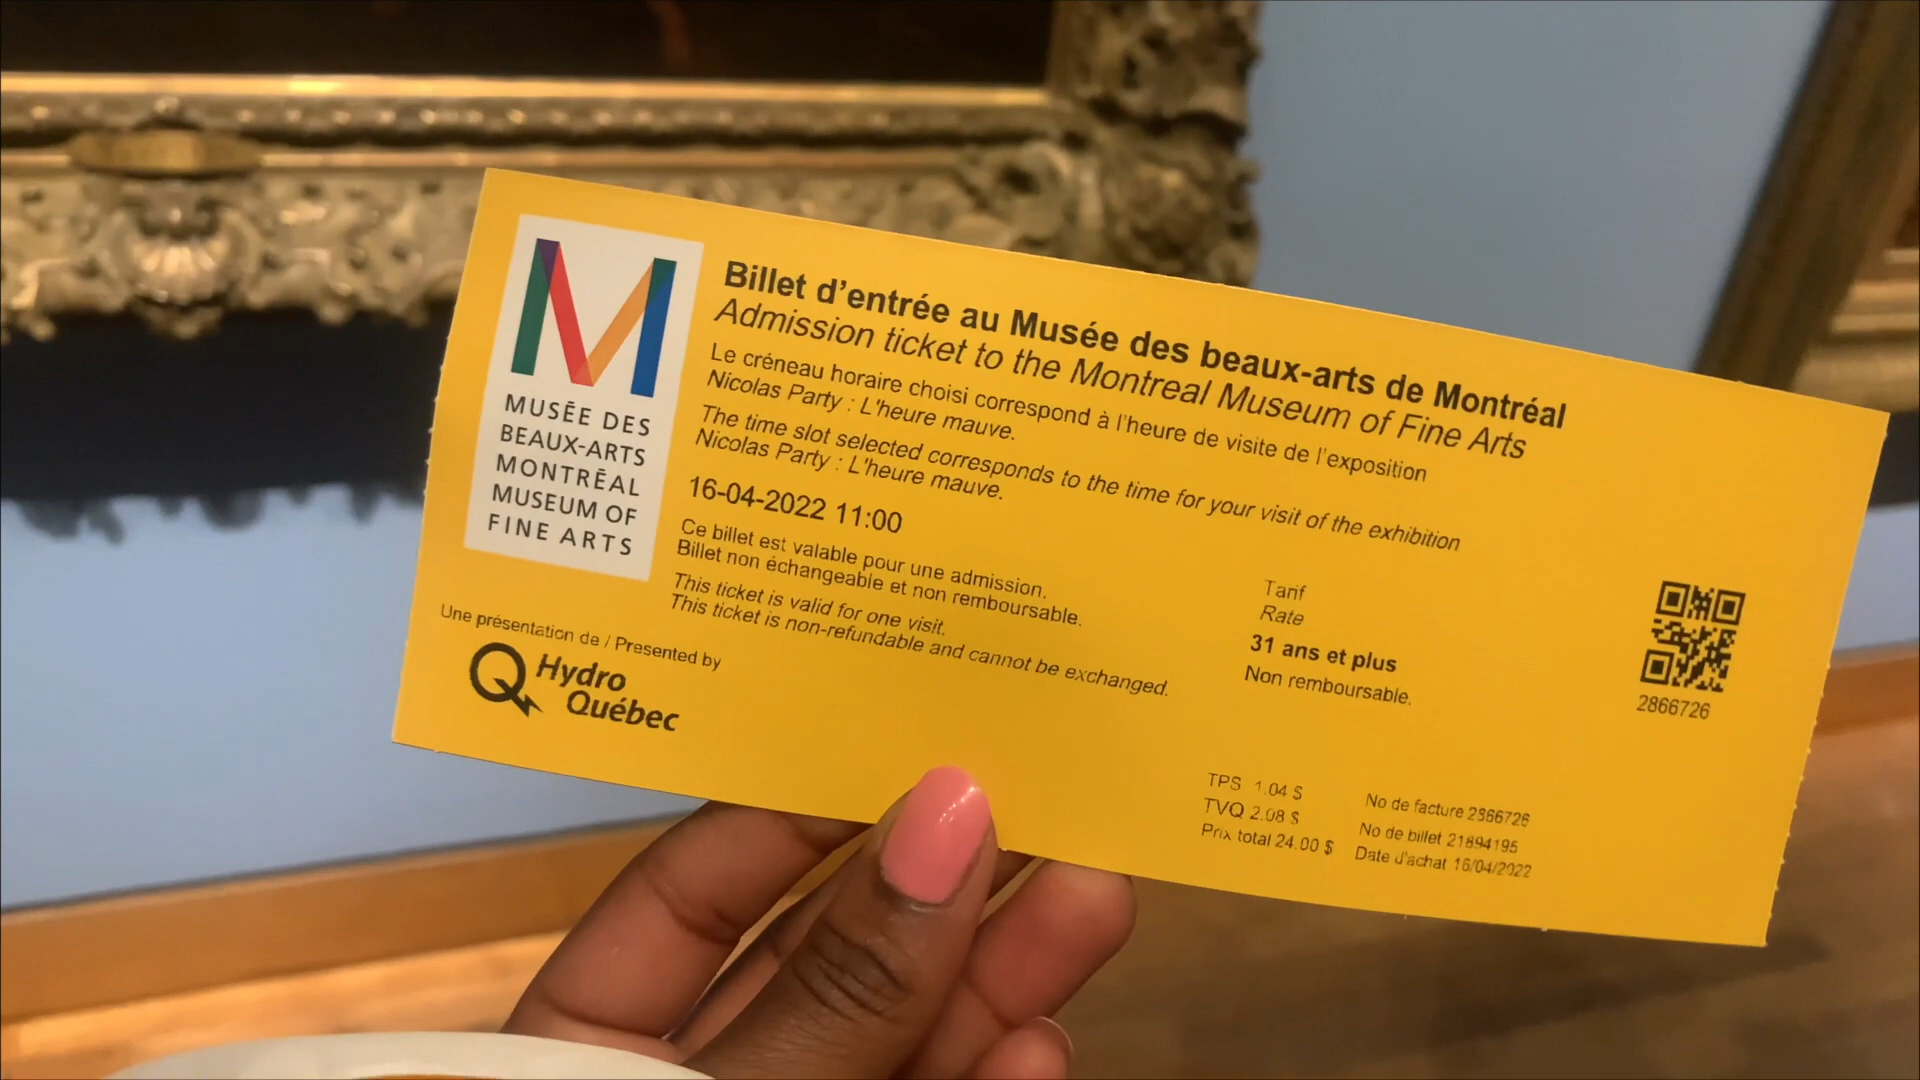 MUSÉE DES
BEAUX-ARTS
MONTRÉAL
MUSEUM OF
FINE ARTS
Une présentation de / Presented by
Hydro
Québec
Billet d'entrée au Musée des beaux-arts de Montréal
Admission ticket to the Montreal Museum of Fine Arts
Le créneau horaire choisi correspond à l'heure de visite de l'exposition
Nicolas Party : L'heure mauve.
The time slot selected corresponds to the time for your visit of the exhibition
Nicolas Party : L'heure mauve.
16-04-2022 11:00
Ce billet est valable pour une admission.
Billet non échangeable et non remboursable.
This ticket is valid for one visit.
This ticket is non-refundable and cannot be exchanged.
Tarif
Rate
31 ans et plus
Non remboursable.
2866726
TPS 1.04 $
TVQ 2.08 $
Prix total 24.00 $
No de facture 2866726
No de billet 21894195
Date d'achat 16/04/2022